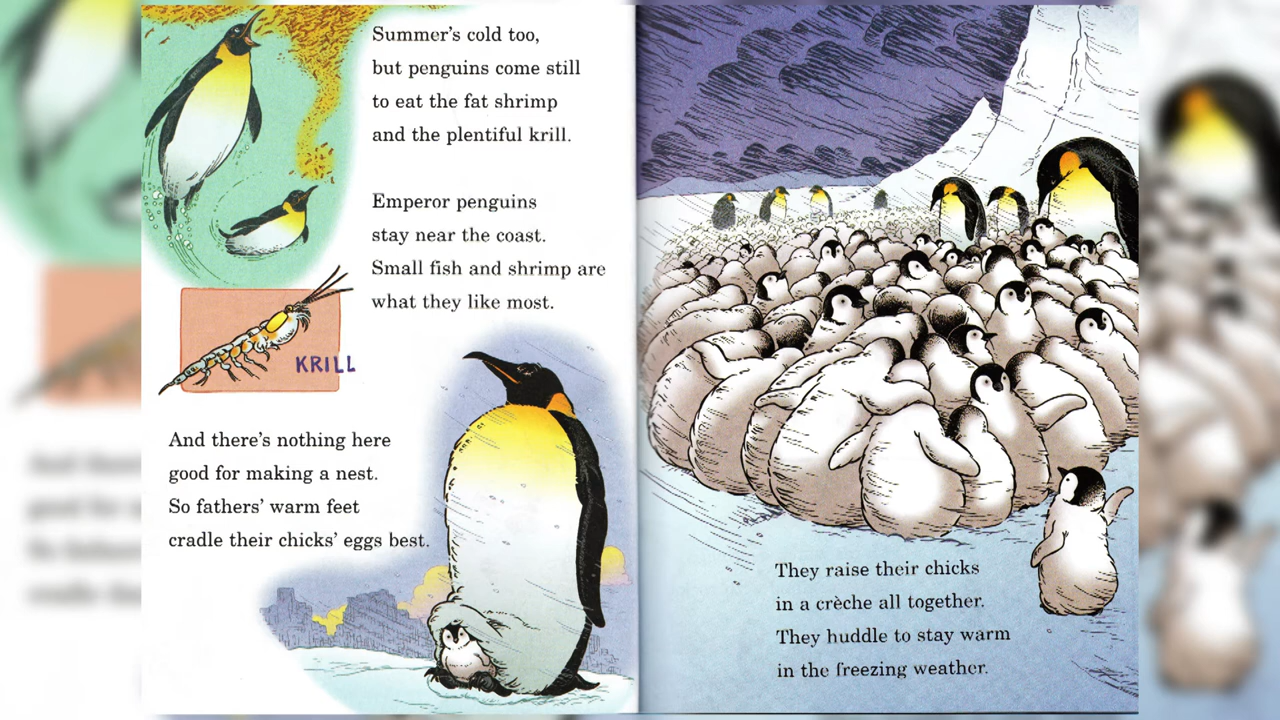 Summer's cold too,
but penguins come still
to eat the fat shrimp
and the plentiful krill.
Emperor penguins
stay near the coast.
Small fish and shrimp are
what they like most.
KRILL
And there's nothing here
good for making a nest.
So fathers' warm feet
cradle their chicks' eggs best.
They raise their chicks
in a crèche all together.
They huddle to stay warm
in the freezing weather.